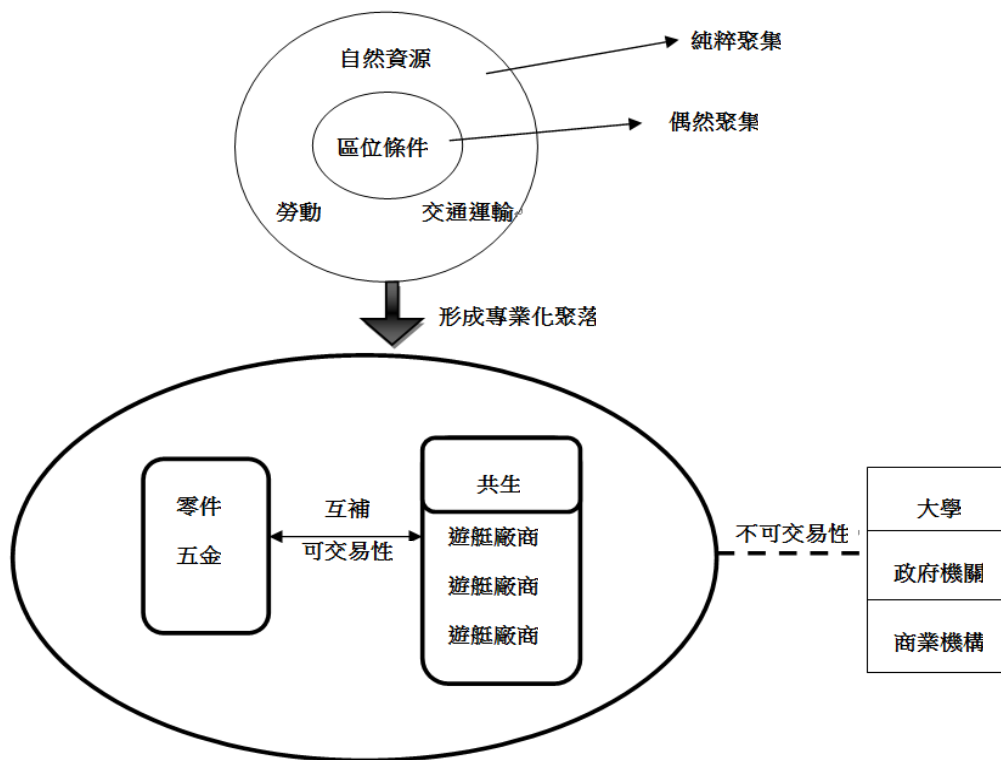 純粹聚集
自然資源
偶然聚集
區位條件
勞動
交通運輸
形成專業化聚落
共生
零件
互補
五金
可交易性
遊艇廠商
遊艇廠商
遊艇廠商
不可交易性
大學
政府機關
商業機構